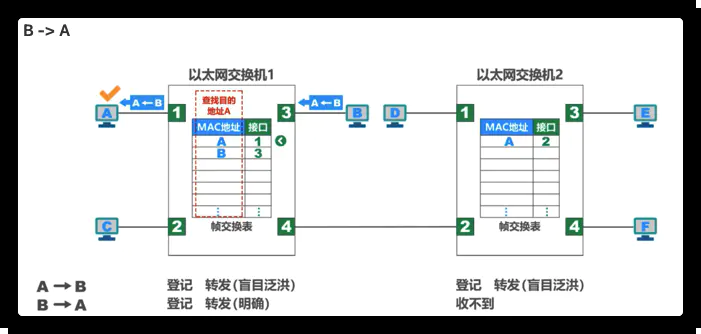 B -> A
以太网交换机1
以太网交换机2
查找目的
地址A
A ← B
A ← B
A
1
3
B
D
1
3
E
MAC地址 接口
A 1
B 3
⋮ ⋮
MAC地址 接口
A 2
⋮ ⋮
C
2
帧交换表
4
2
帧交换表
4
F
A → B 登记 转发(盲目泛洪) 登记 转发(盲目泛洪)
B → A 登记 转发(明确) 收不到